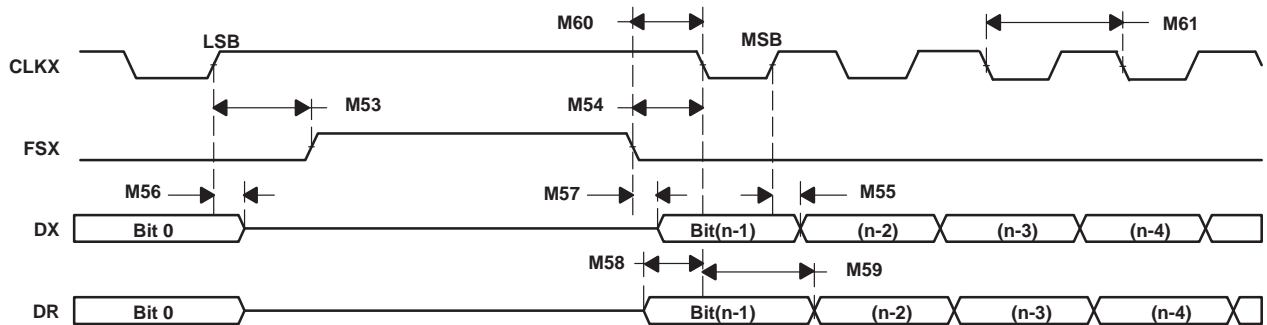 M60
M61
LSB
MSB
CLKX
M53
M54
FSX
M56
M57
M55
DX
Bit 0
Bit(n-1)
(n-2)
(n-3)
(n-4)
M58
M59
DR
Bit 0
Bit(n-1)
(n-2)
(n-3)
(n-4)